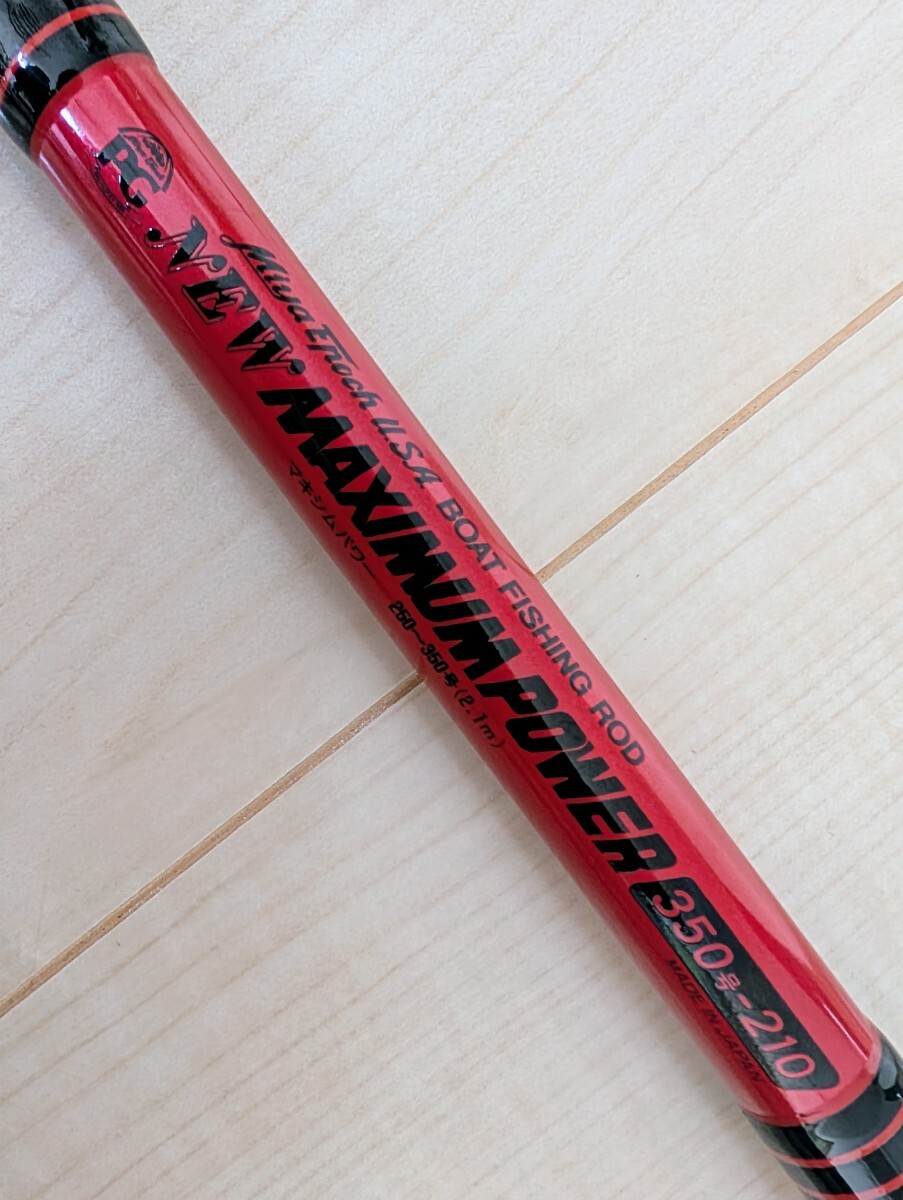 RG
Miya Epoch U.S.A BOAT FISHING ROD
NEW MAXIMUM POWER 350号-210
マキシムパワー 250-350号(2.1m)
MADE IN JAPAN